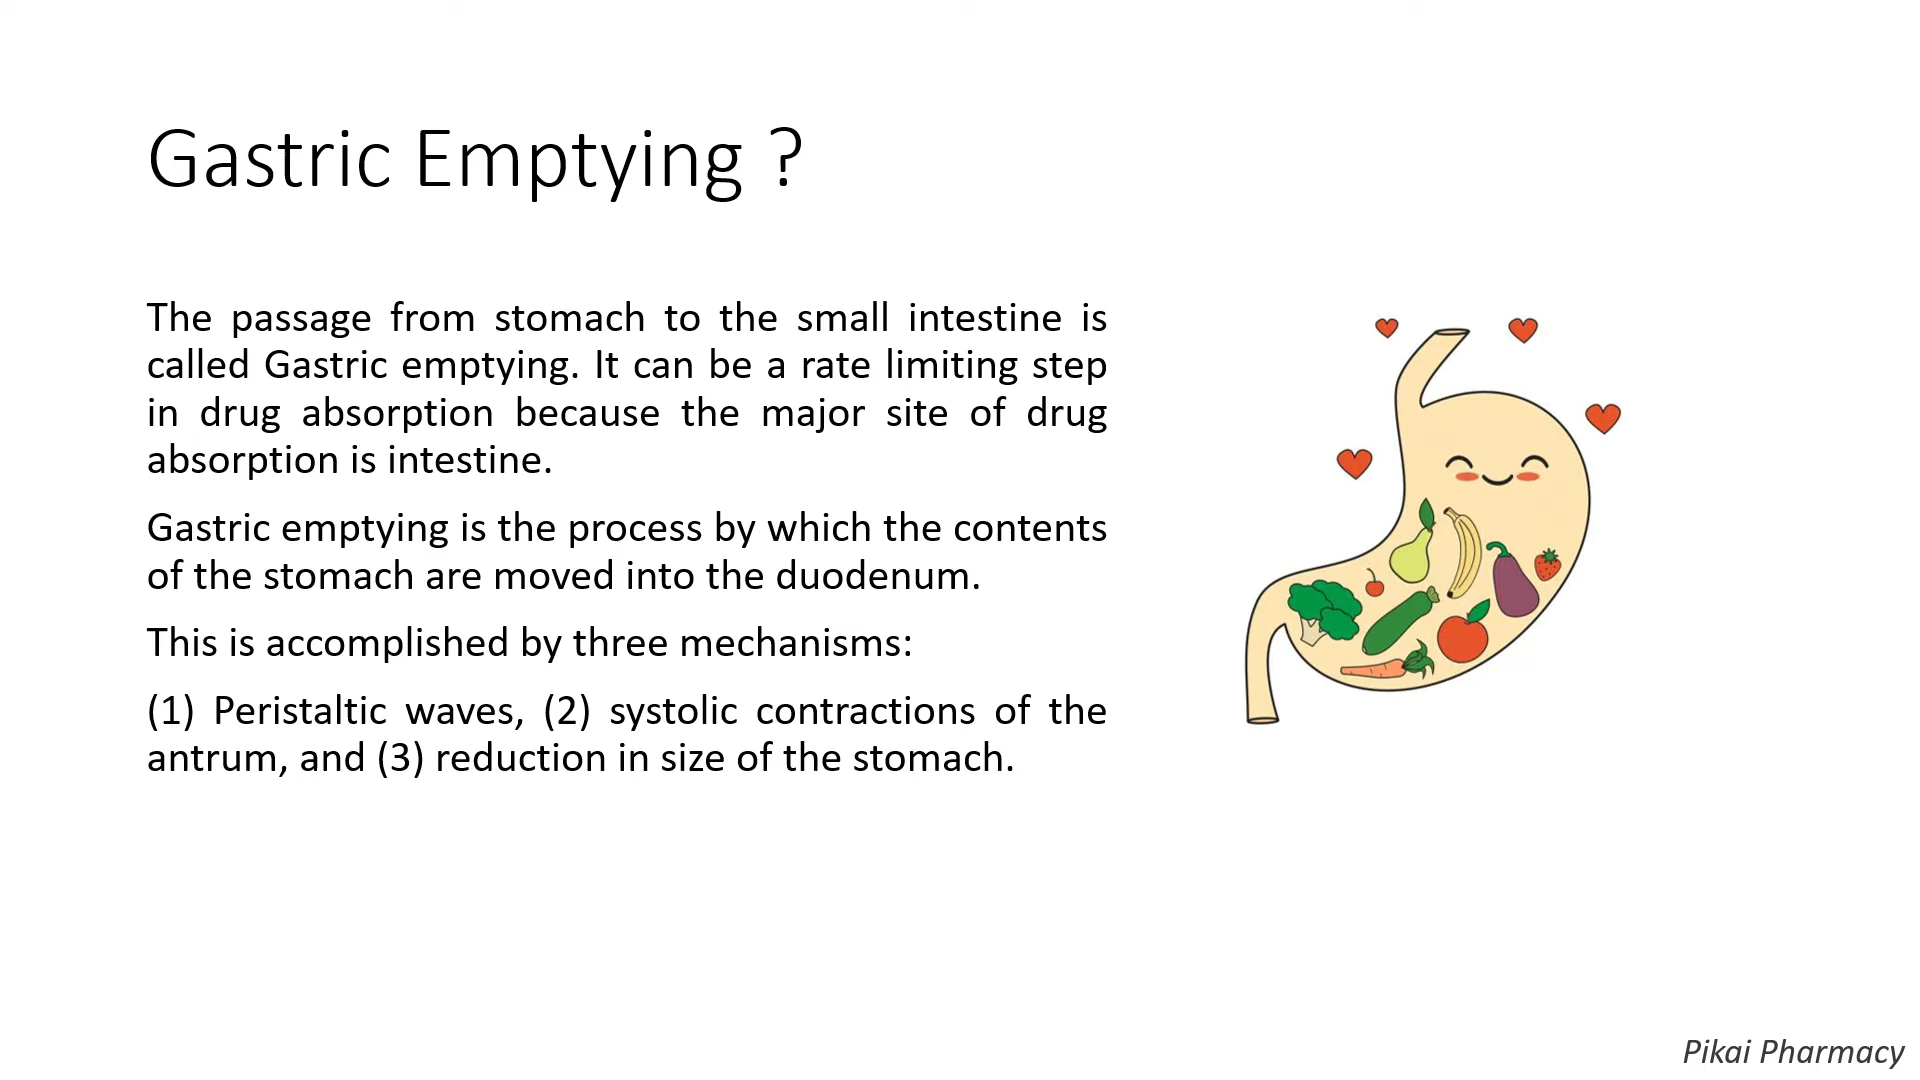 Gastric Emptying ?
The passage from stomach to the small intestine is
called Gastric emptying. It can be a rate limiting step
in drug absorption because the major site of drug
absorption is intestine.
Gastric emptying is the process by which the contents
of the stomach are moved into the duodenum.
This is accomplished by three mechanisms:
(1) Peristaltic waves, (2) systolic contractions of the
antrum, and (3) reduction in size of the stomach.
Pikai Pharmacy